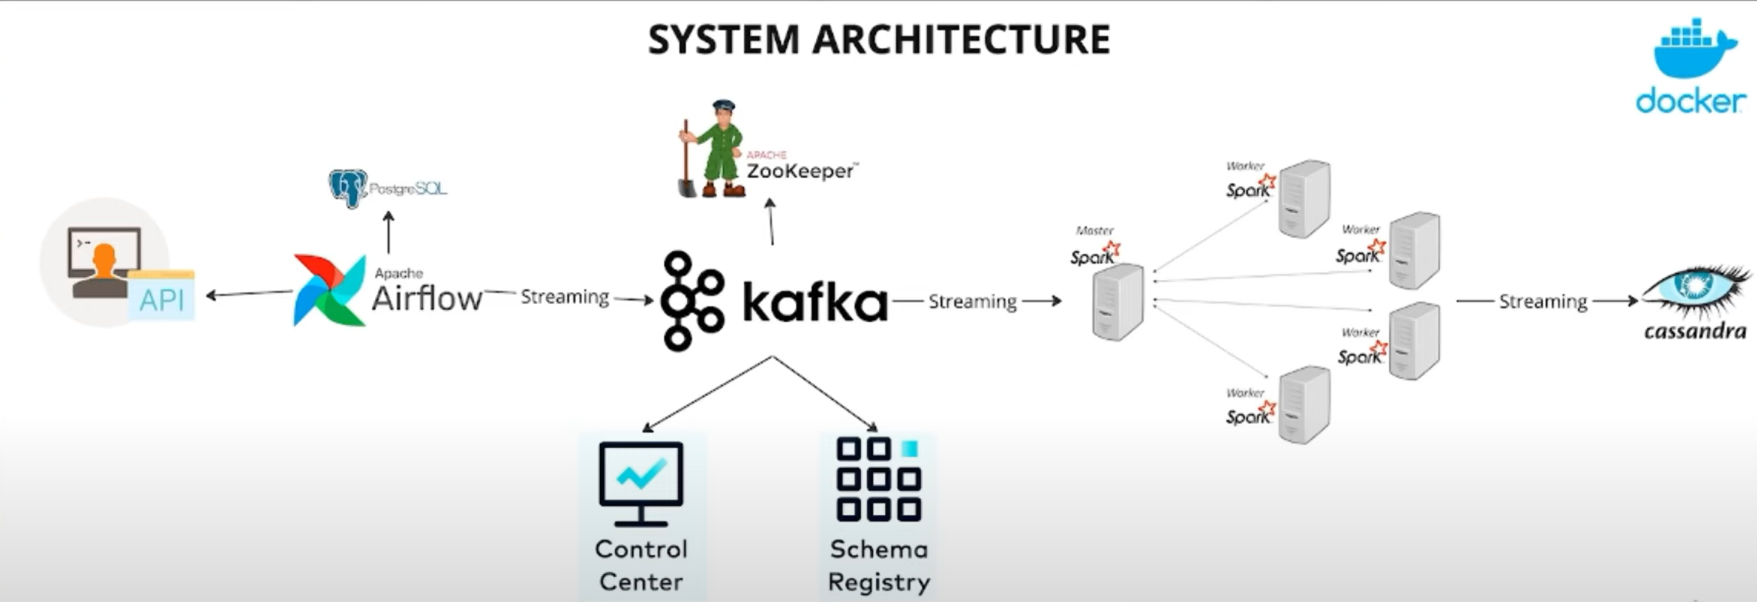 SYSTEM ARCHITECTURE
docker
APACHE
ZooKeeper™
PostgreSQL
>-
API
Apache
Airflow
Streaming
kafka
Streaming
Master
Spark
Worker
Spark
Worker
Spark
Worker
Spark
Worker
Spark
Streaming
cassandra
Control
Center
Schema
Registry